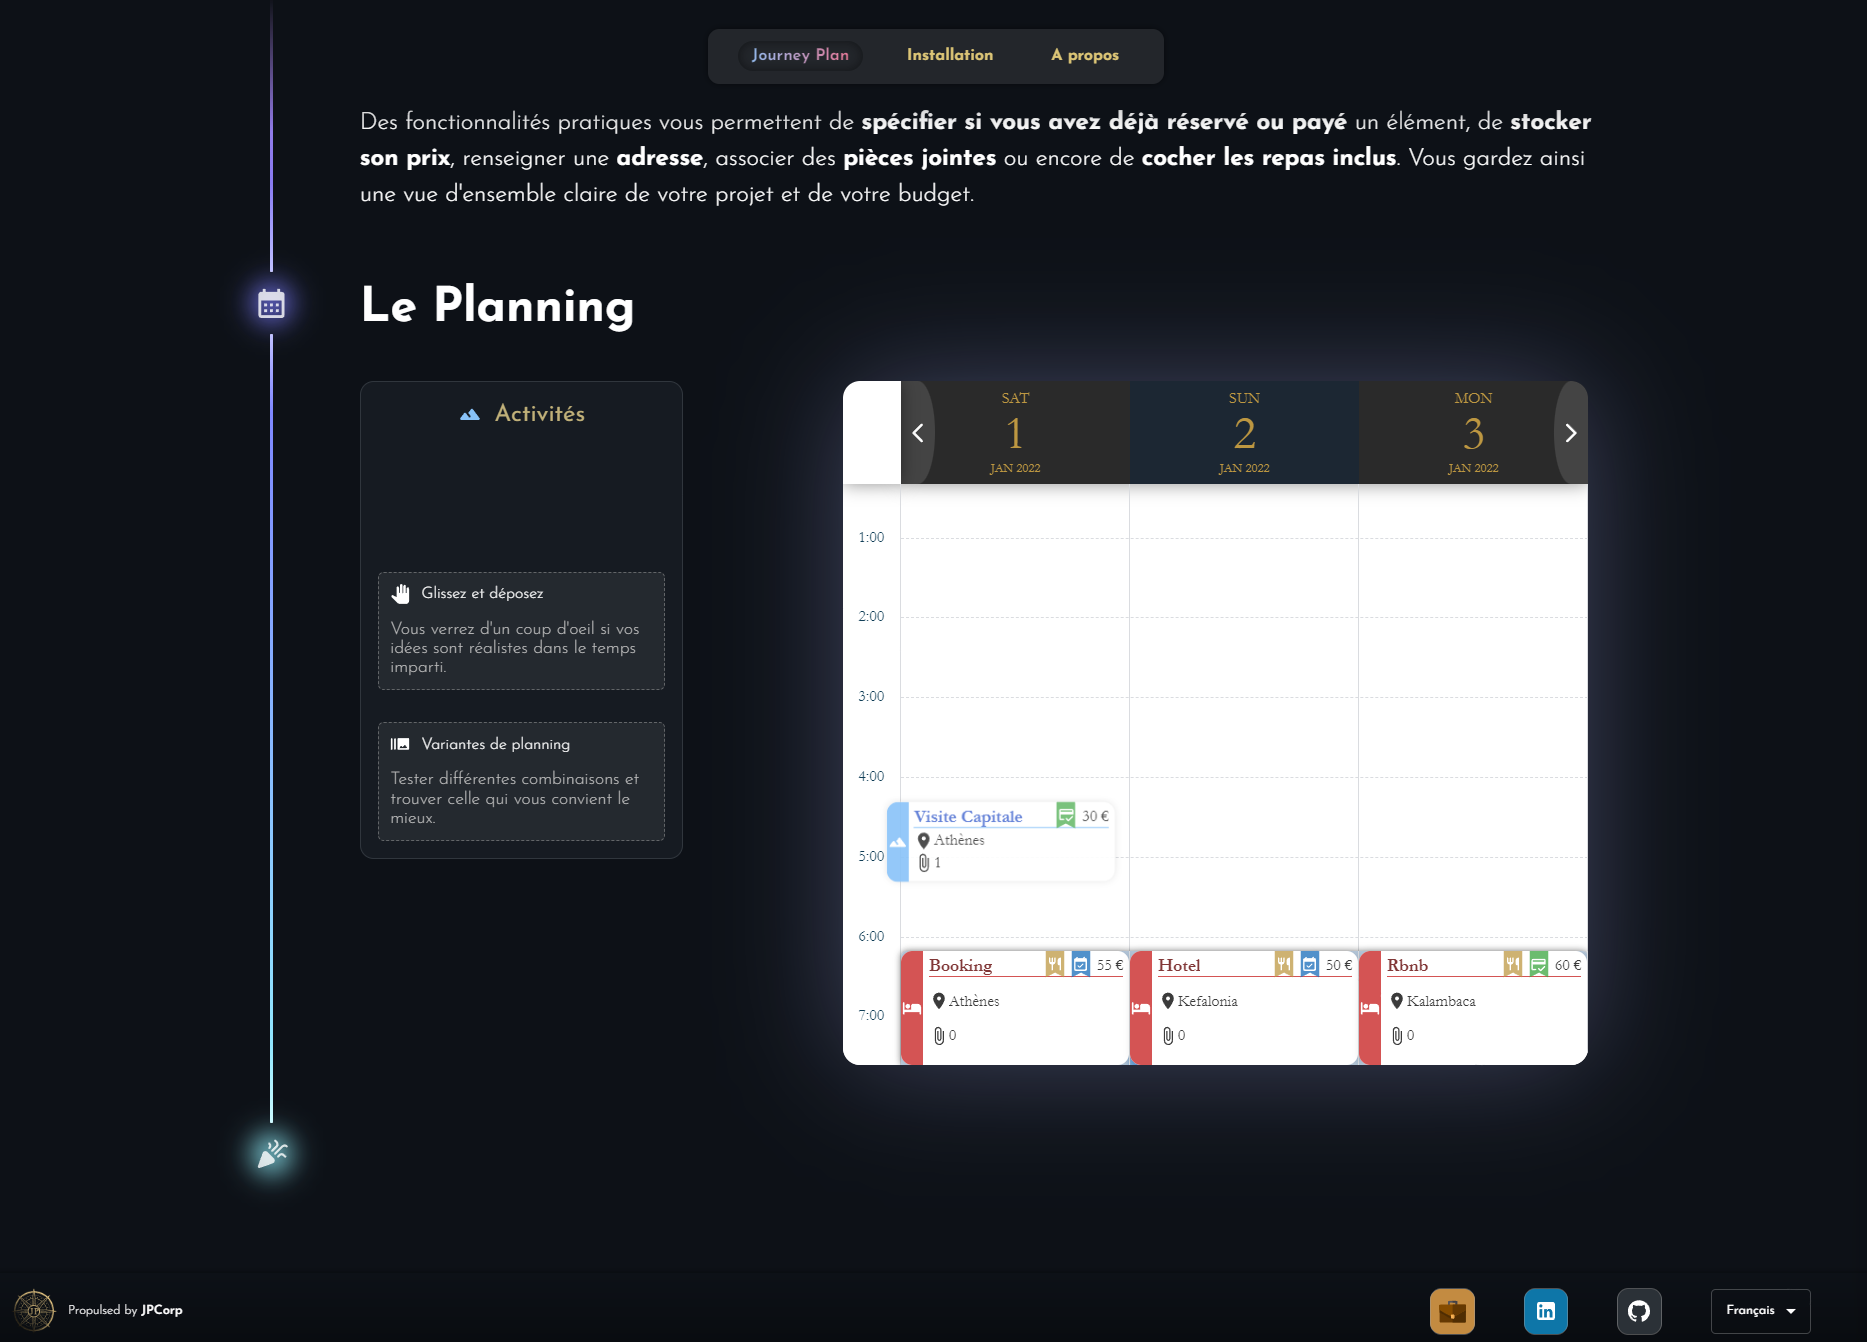 Journey Plan Installation A propos
Des fonctionnalités pratiques vous permettent de spécifier si vous avez déjà réservé ou payé un élément, de stocker
son prix, renseigner une adresse, associer des pièces jointes ou encore de cocher les repas inclus. Vous gardez ainsi
une vue d'ensemble claire de votre projet et de votre budget.
Le Planning
Activités
Glissez et déposez
Vous verrez d'un coup d'oeil si vos
idées sont réalistes dans le temps
imparti.
Variantes de planning
Tester différentes combinaisons et
trouver celle qui vous convient le
mieux.
SAT SUN MON
1 2 3
JAN 2022 JAN 2022 JAN 2022
1:00
2:00
3:00
4:00
Visite Capitale 30 €
Athènes
5:00
1
6:00
Booking 55 €
Athènes
0
Hotel 50 €
Kefalonia
0
Rbnb 60 €
Kalambaca
0
7:00
JP
Propulsed by JPCorp
Français